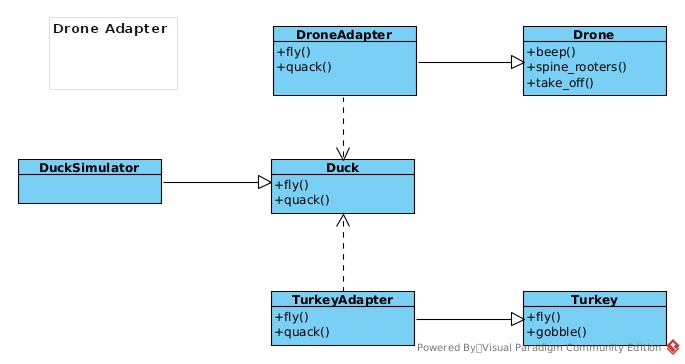 Drone Adapter
DroneAdapter
+fly()
+quack()
Drone
+beep()
+spine_rooters()
+take_off()
DuckSimulator
Duck
+fly()
+quack()
TurkeyAdapter
+fly()
+quack()
Turkey
+fly()
+gobble()
Powered By▯Visual Paradigm Community Edition